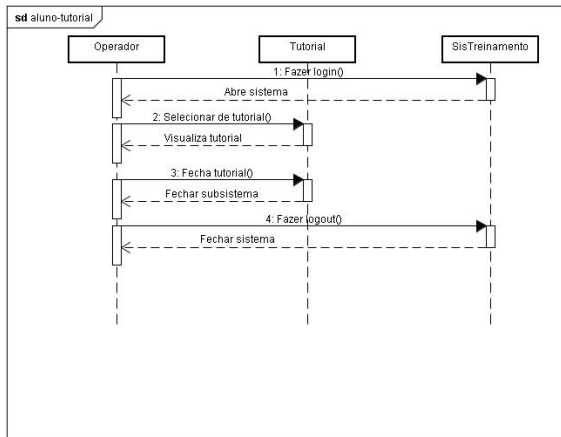 sd aluno-tutorial
Operador
Tutorial
SisTreinamento
1: Fazer login()
Abre sistema
2: Selecionar de tutorial()
Visualiza tutorial
3: Fecha tutorial()
Fechar subsistema
4: Fazer logout()
Fechar sistema